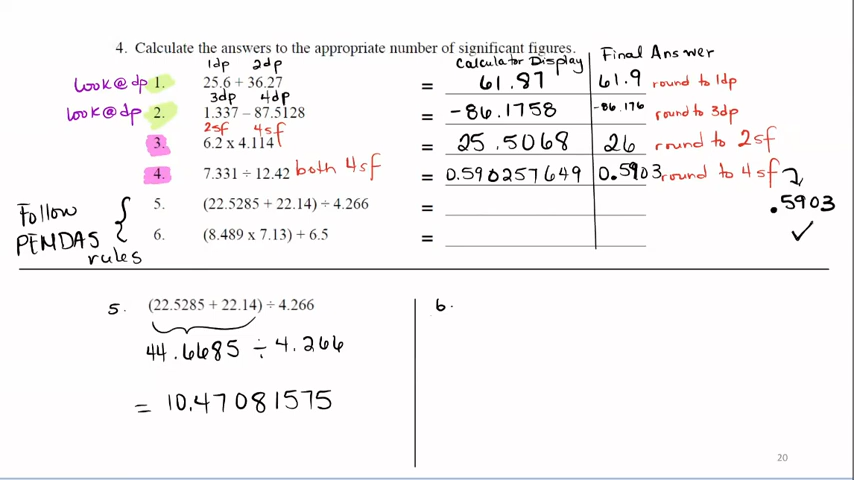 4. Calculate the answers to the appropriate number of significant figures.
Calculator Display Final Answer
1dp 2dp
look@dp 1. 25.6 + 36.27 = 61.87 61.9 round to 1dp
3dp 4dp
look@dp 2. 1.337 – 87.5128 = -86.1758 -86.176 round to 3dp
2sf 4sf
3. 6.2 x 4.114 = 25.5068 26 round to 2sf
4. 7.331 ÷ 12.42 both 4sf = 0.590257649 0.5903 round to 4sf
.5903
5. (22.5285 + 22.14) ÷ 4.266 =
6. (8.489 x 7.13) + 6.5 =
Follow
PEMDAS
rules
5. (22.5285 + 22.14) ÷ 4.266
44.6685 ÷ 4.266
= 10.47081575
6.
20